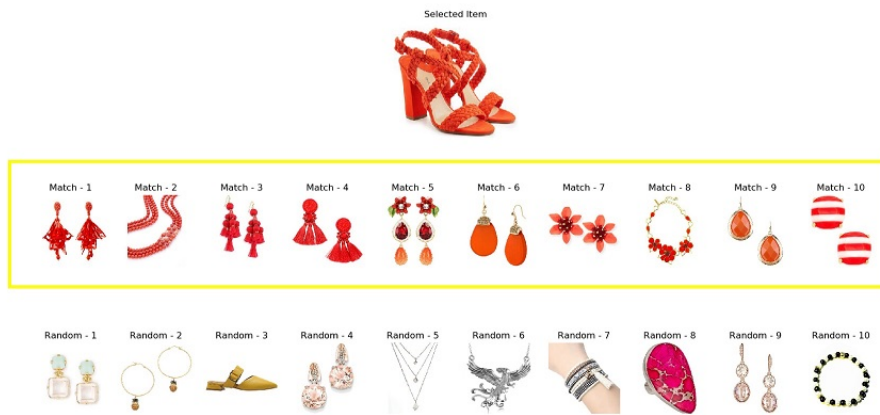 Selected Item
Match - 1 Match - 2 Match - 3 Match - 4 Match - 5 Match - 6 Match - 7 Match - 8 Match - 9 Match - 10
Random - 1 Random - 2 Random - 3 Random - 4 Random - 5 Random - 6 Random - 7 Random - 8 Random - 9 Random - 10